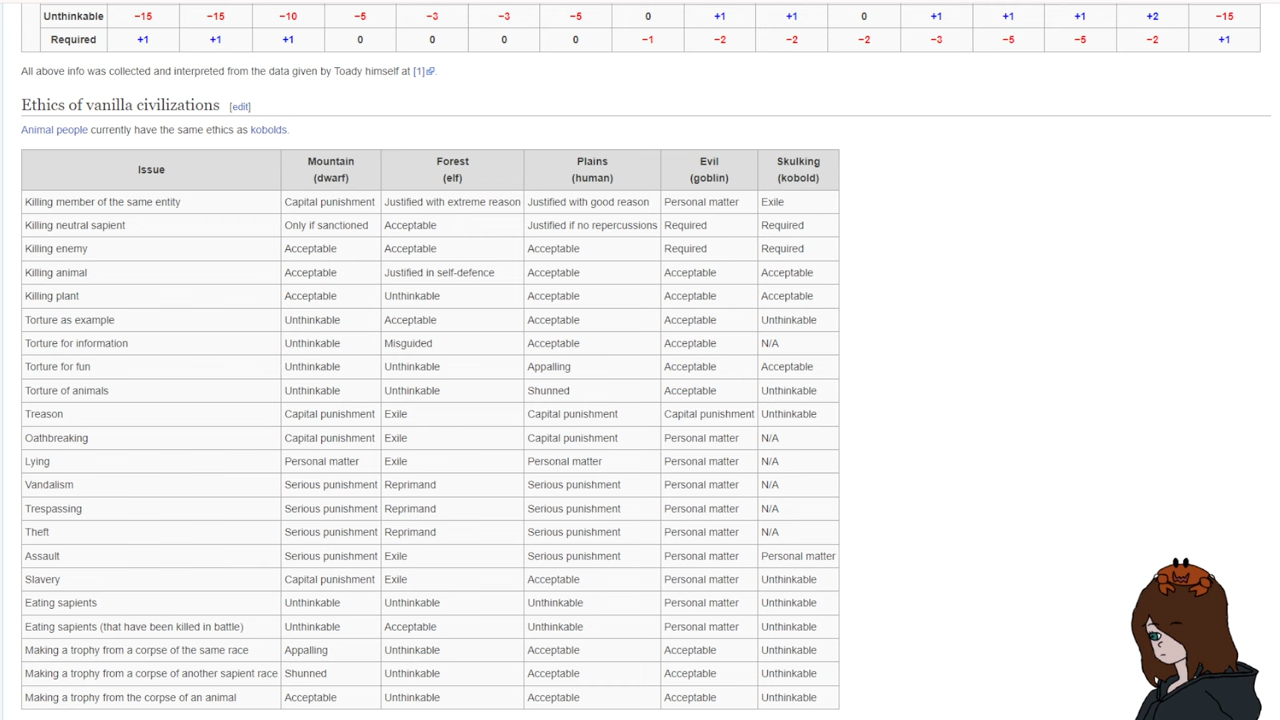 Unthinkable −15 −15 −10 −5 −3 −3 −5 0 +1 +1 0 +1 +1 +1 +2 −15
Required +1 +1 +1 0 0 0 0 −1 −2 −2 −2 −3 −5 −5 −2 +1
All above info was collected and interpreted from the data given by Toady himself at [1].
Ethics of vanilla civilizations [edit]
Animal people currently have the same ethics as kobolds.
Issue Mountain (dwarf) Forest (elf) Plains (human) Evil (goblin) Skulking (kobold)
Killing member of the same entity Capital punishment Justified with extreme reason Justified with good reason Personal matter Exile
Killing neutral sapient Only if sanctioned Acceptable Justified if no repercussions Required Required
Killing enemy Acceptable Acceptable Acceptable Required Required
Killing animal Acceptable Justified in self-defence Acceptable Acceptable Acceptable
Killing plant Acceptable Unthinkable Acceptable Acceptable Acceptable
Torture as example Unthinkable Acceptable Acceptable Acceptable Unthinkable
Torture for information Unthinkable Misguided Acceptable Acceptable N/A
Torture for fun Unthinkable Unthinkable Appalling Acceptable Acceptable
Torture of animals Unthinkable Unthinkable Shunned Acceptable Unthinkable
Treason Capital punishment Exile Capital punishment Capital punishment Unthinkable
Oathbreaking Capital punishment Exile Capital punishment Personal matter N/A
Lying Personal matter Exile Personal matter Personal matter N/A
Vandalism Serious punishment Reprimand Serious punishment Personal matter N/A
Trespassing Serious punishment Reprimand Serious punishment Personal matter N/A
Theft Serious punishment Reprimand Serious punishment Personal matter N/A
Assault Serious punishment Exile Serious punishment Personal matter Personal matter
Slavery Capital punishment Exile Acceptable Personal matter Unthinkable
Eating sapients Unthinkable Unthinkable Unthinkable Personal matter Unthinkable
Eating sapients (that have been killed in battle) Unthinkable Acceptable Unthinkable Personal matter Unthinkable
Making a trophy from a corpse of the same race Appalling Unthinkable Acceptable Acceptable Unthinkable
Making a trophy from a corpse of another sapient race Shunned Unthinkable Acceptable Acceptable Unthinkable
Making a trophy from the corpse of an animal Acceptable Unthinkable Acceptable Acceptable Unthinkable